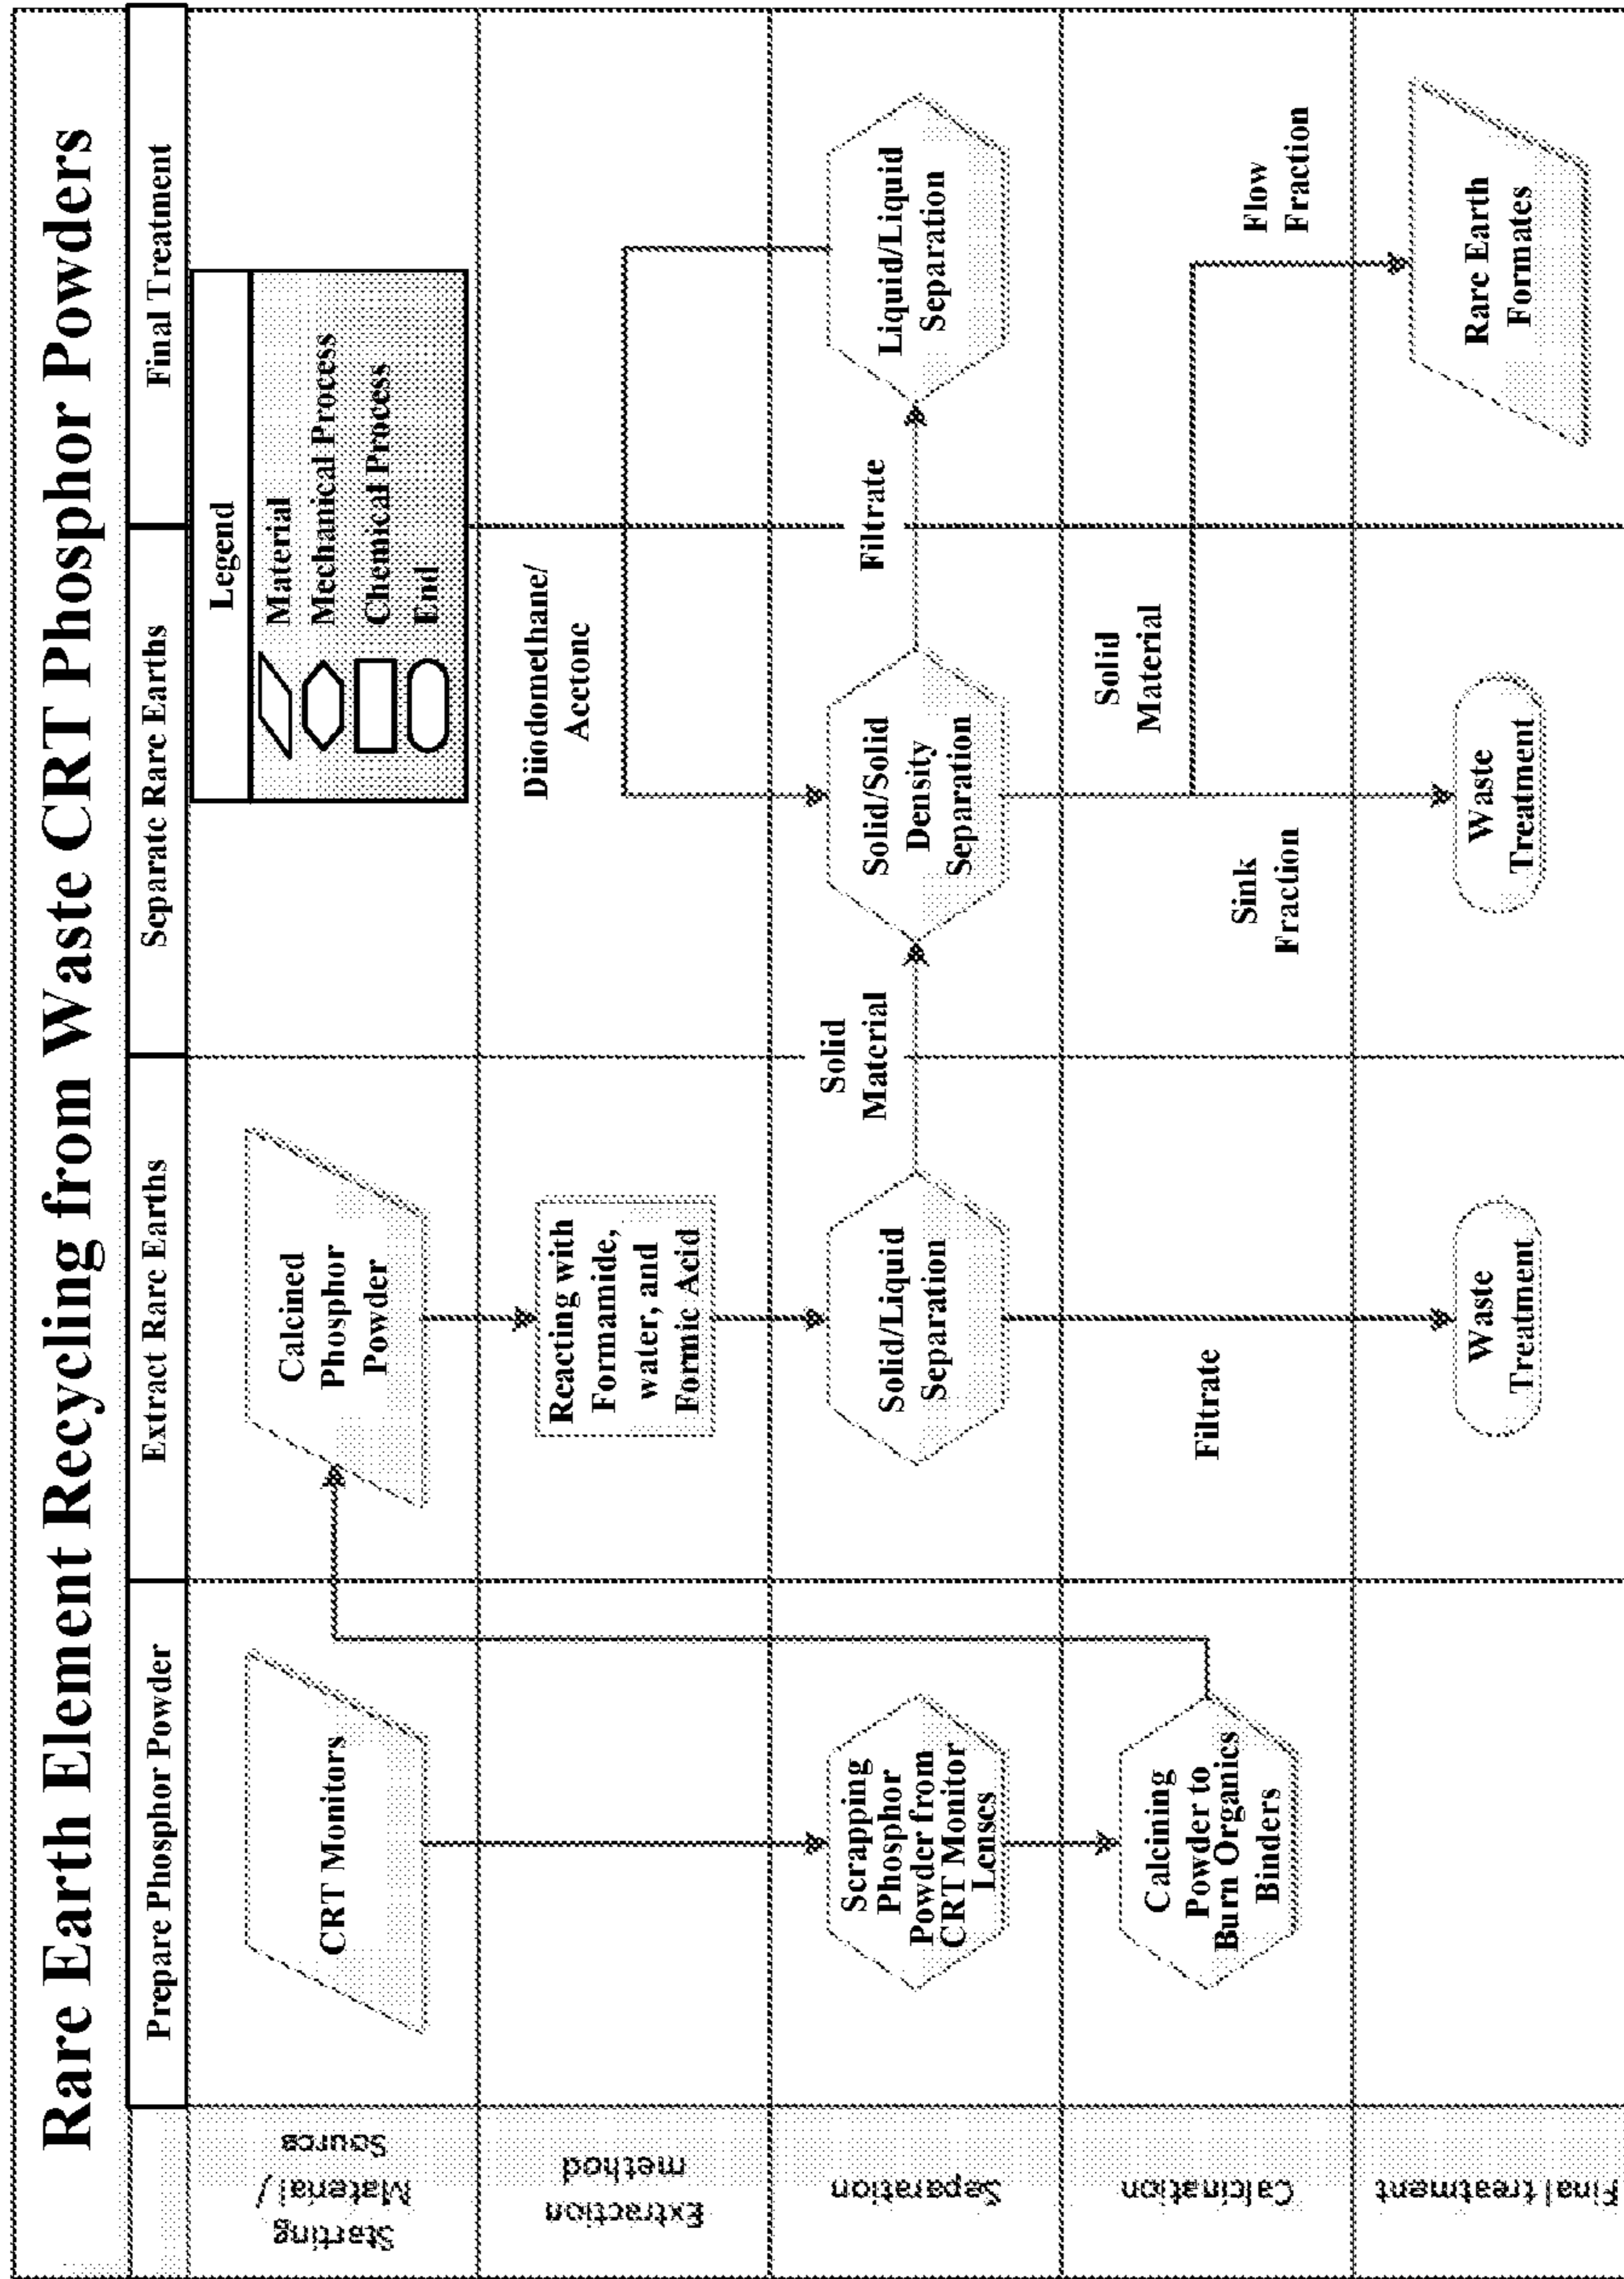 Rare Earth Element Recycling from Waste CRT Phosphor Powders
Prepare Phosphor Powder
Extract Rare Earths
Separate Rare Earths
Final Treatment
Starting
Material /
Source
CRT Monitors
Calcined
Phosphor
Powder
Legend
Material
Mechanical Process
Chemical Process
End
Extraction
method
Reacting with
Formamide,
water, and
Formic Acid
Diiodomethane/
Acetone
Separation
Scrapping
Phosphor
Powder from
CRT Monitor
Lenses
Solid/Liquid
Separation
Solid
Material
Solid/Solid
Density
Separation
Filtrate
Liquid/Liquid
Separation
Calcination
Calcining
Powder to
Burn Organics
Binders
Filtrate
Sink
Fraction
Solid
Material
Flow
Fraction
Final treatment
Waste
Treatment
Waste
Treatment
Rare Earth
Formates